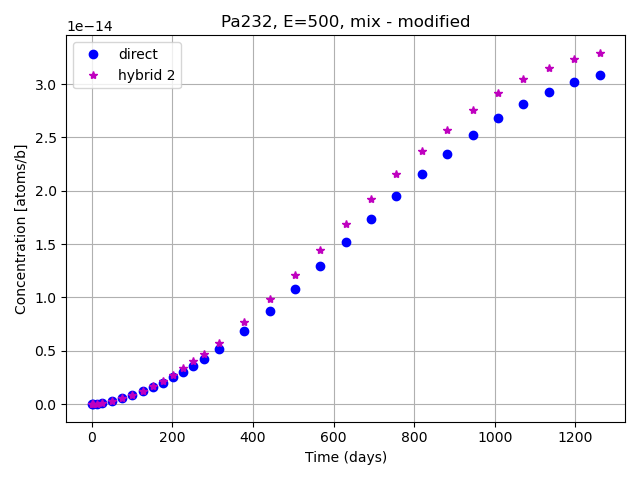 Pa232, E=500, mix - modified
1e−14
direct
hybrid 2
3.0
2.5
2.0
1.5
1.0
0.5
0.0
Concentration [atoms/b]
0 200 400 600 800 1000 1200
Time (days)